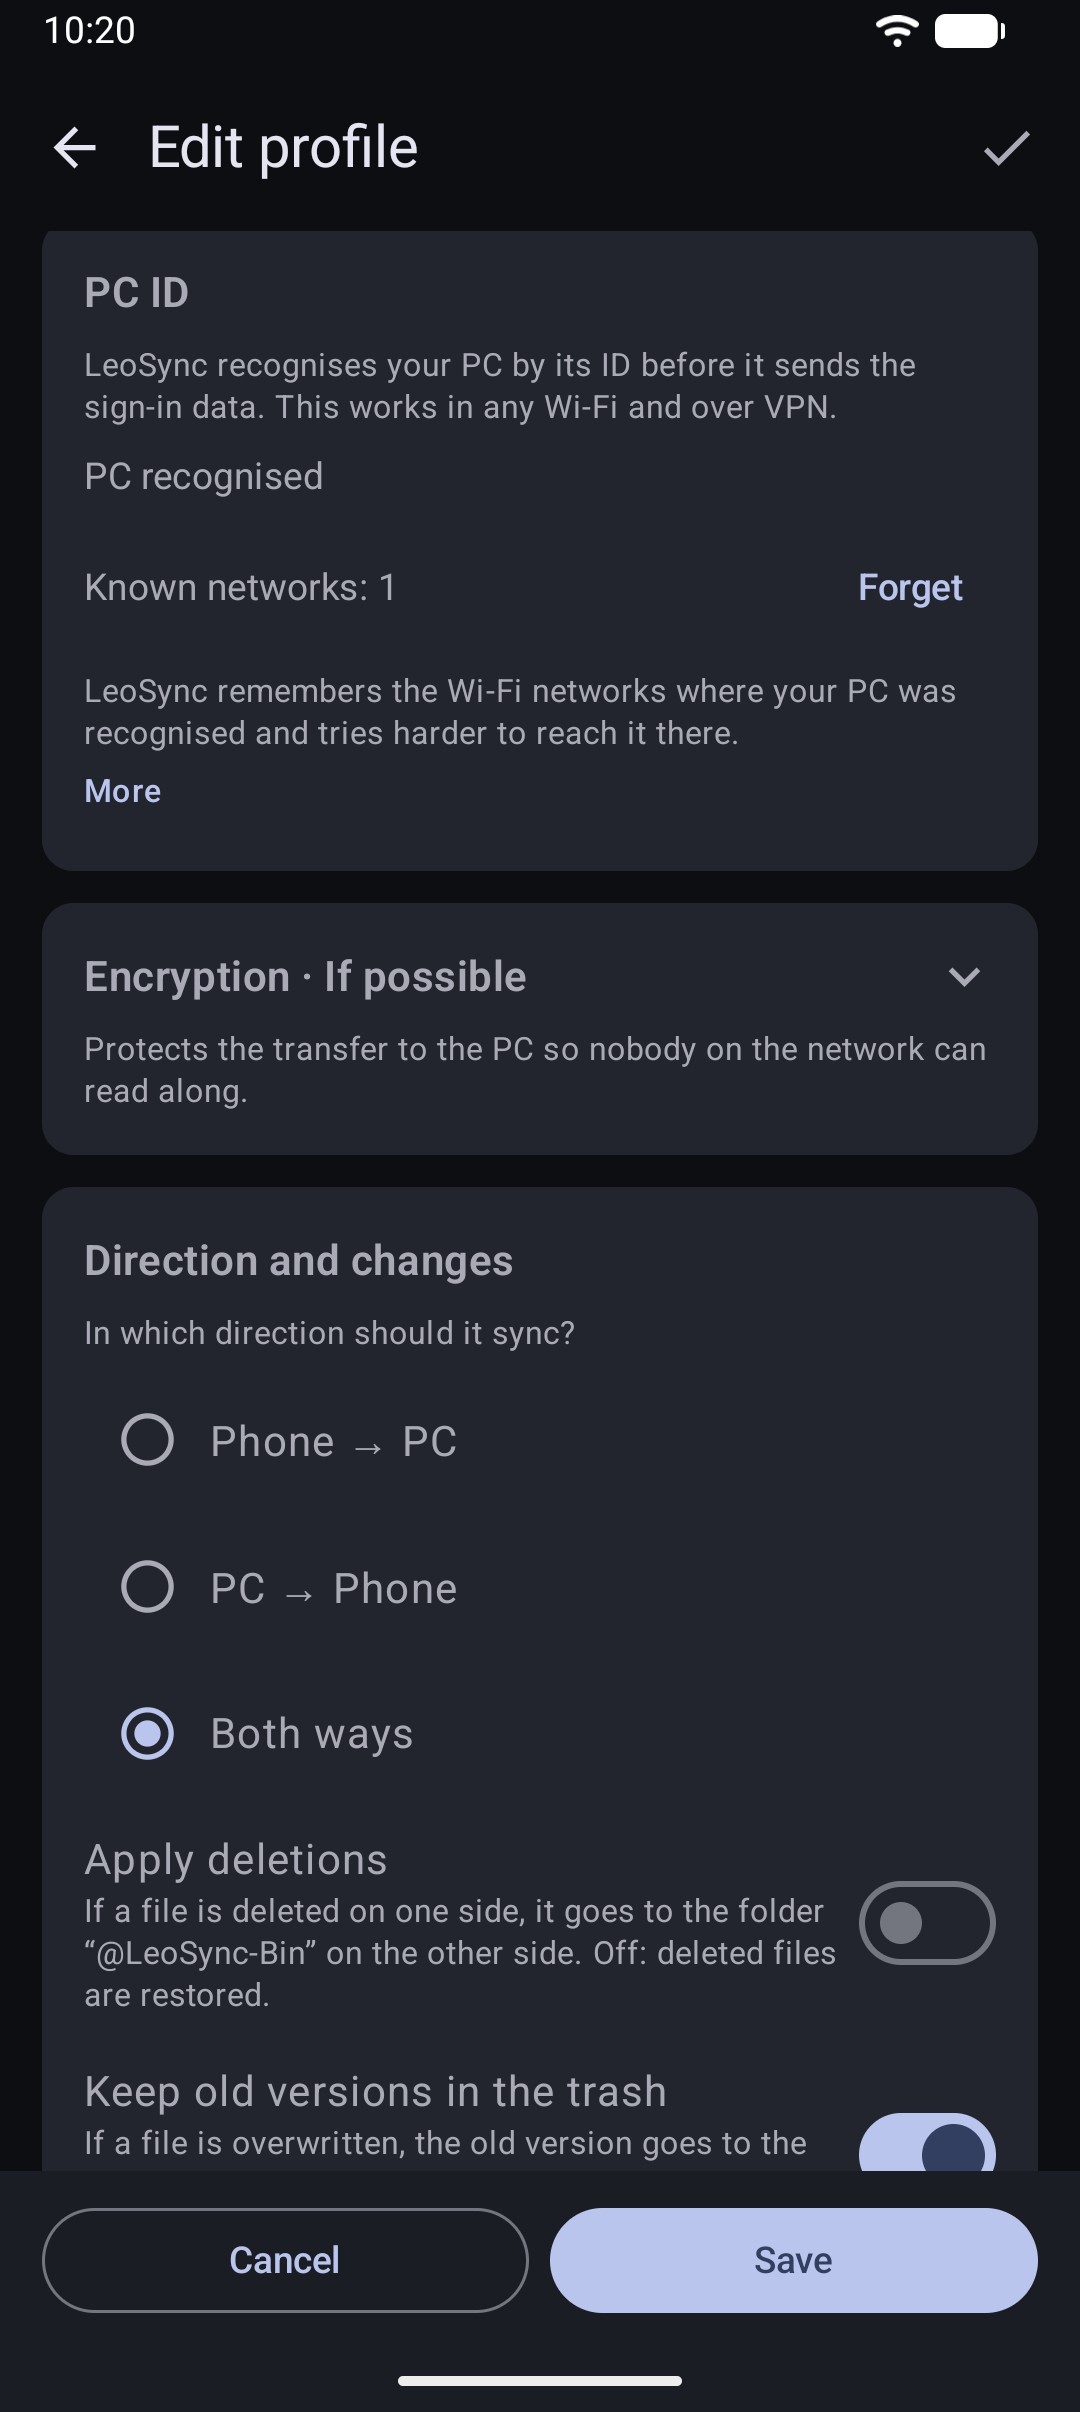 10:20
Edit profile
PC ID
LeoSync recognises your PC by its ID before it sends the
sign-in data. This works in any Wi-Fi and over VPN.
PC recognised
Known networks: 1
Forget
LeoSync remembers the Wi-Fi networks where your PC was
recognised and tries harder to reach it there.
More
Encryption · If possible
Protects the transfer to the PC so nobody on the network can
read along.
Direction and changes
In which direction should it sync?
Phone → PC
PC → Phone
Both ways
Apply deletions
If a file is deleted on one side, it goes to the folder
“@LeoSync-Bin” on the other side. Off: deleted files
are restored.
Keep old versions in the trash
If a file is overwritten, the old version goes to the
Cancel
Save